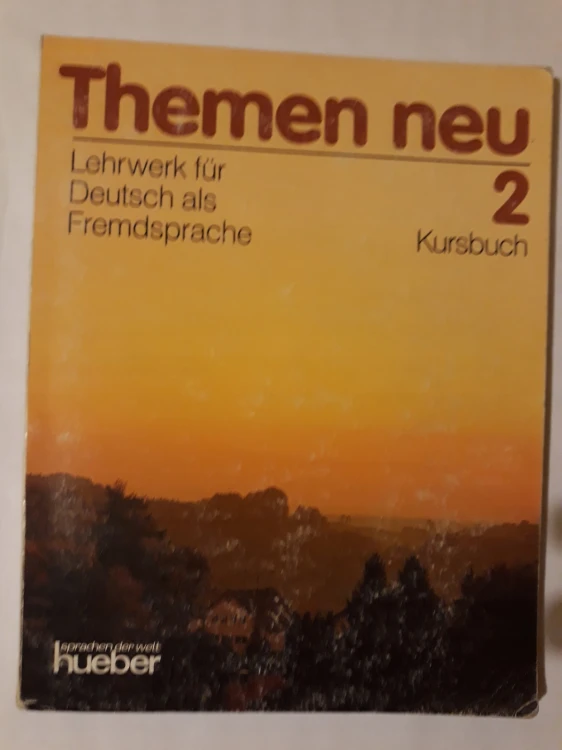 Themen neu
Lehrwerk für
Deutsch als
Fremdsprache
2
Kursbuch
sprachen der welt
hueber